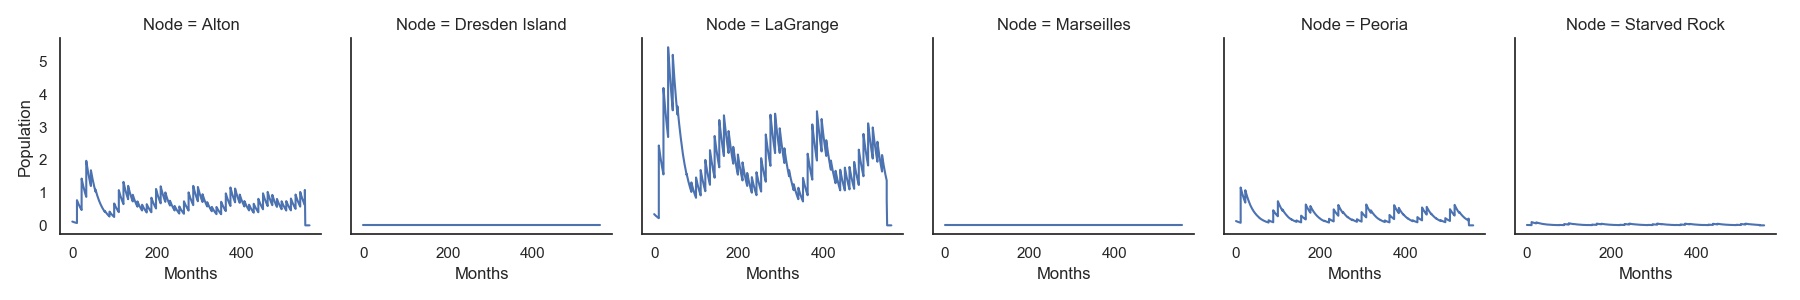 Node = Alton
Node = Dresden Island
Node = LaGrange
Node = Marseilles
Node = Peoria
Node = Starved Rock
Population
5
4
3
2
1
0
0 200 400
0 200 400
0 200 400
0 200 400
0 200 400
0 200 400
Months
Months
Months
Months
Months
Months